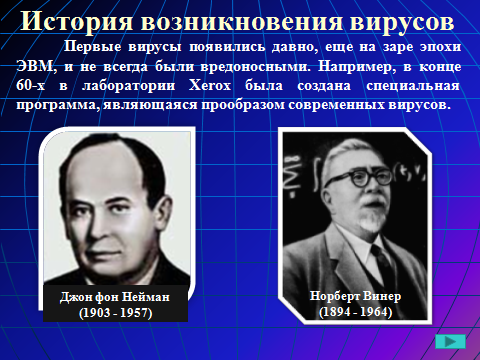 История возникновения вирусов
Первые вирусы появились давно, еще на заре эпохи
ЭВМ, и не всегда были вредоносными. Например, в конце
60-х в лаборатории Xerox была создана специальная
программа, являющаяся прообразом современных вирусов.
Джон фон Нейман
(1903 - 1957)
Норберт Винер
(1894 - 1964)